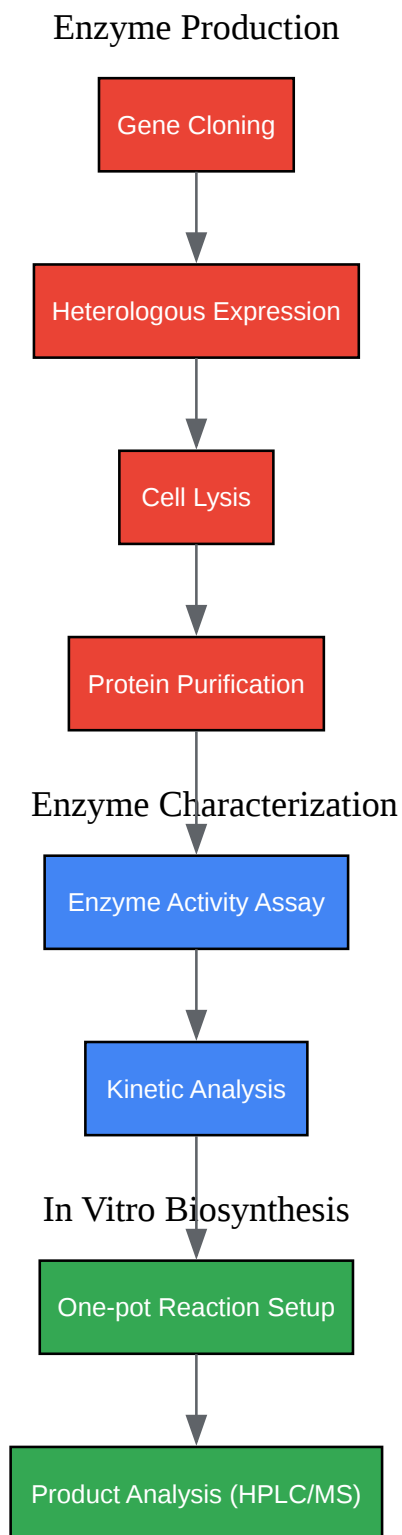 Enzyme Production
Gene Cloning
Heterologous Expression
Cell Lysis
Protein Purification
Enzyme Characterization
Enzyme Activity Assay
Kinetic Analysis
In Vitro Biosynthesis
One-pot Reaction Setup
Product Analysis (HPLC/MS)